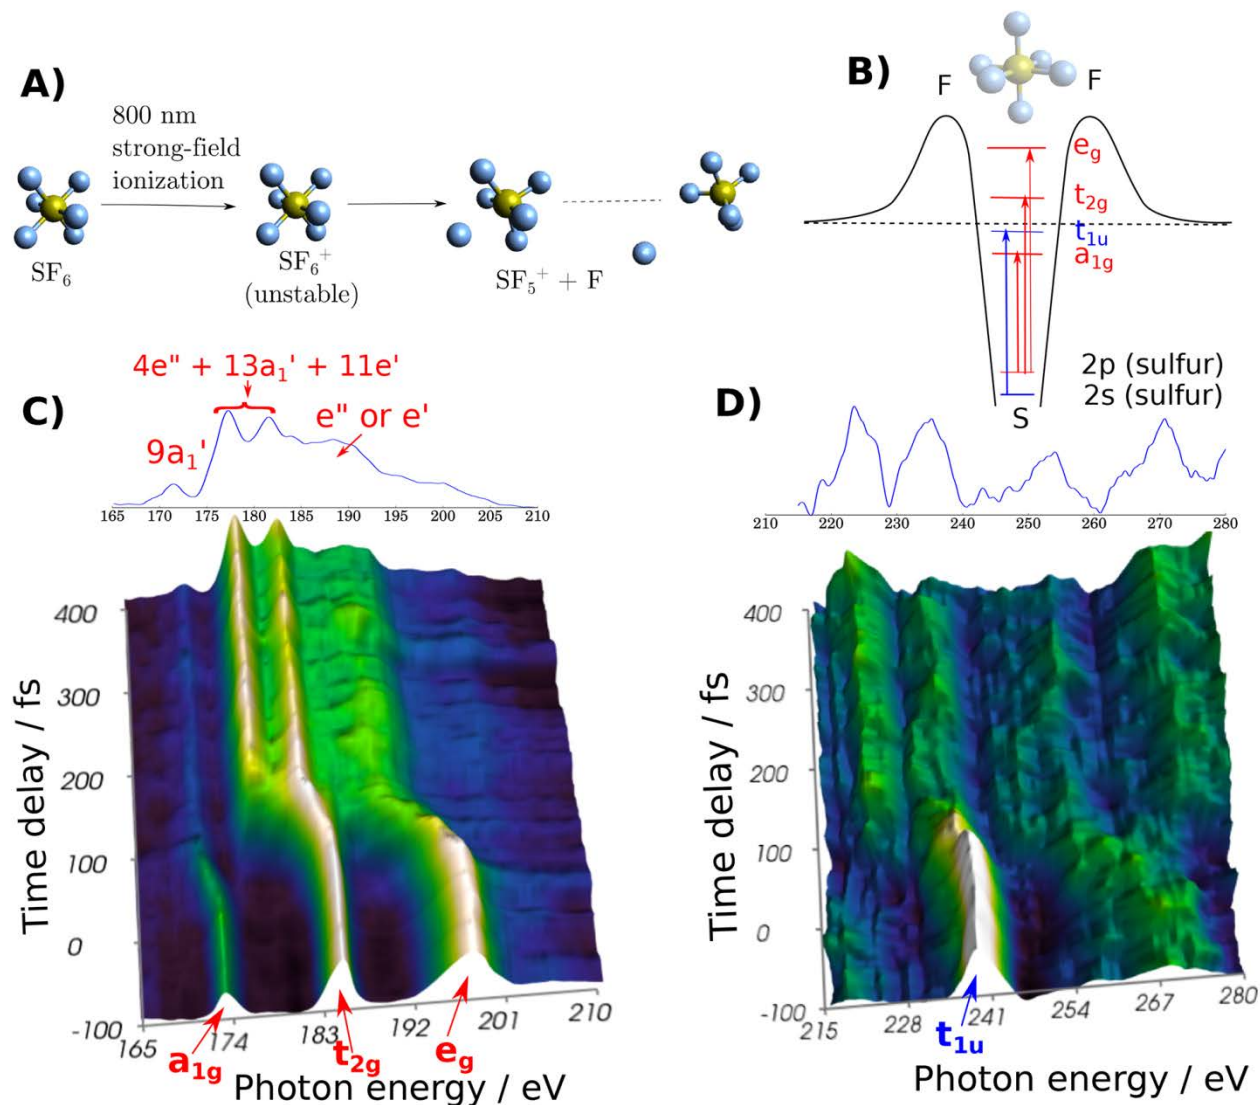 A)
800 nm
strong-field
ionization
SF6
SF6+
(unstable)
SF5+ + F
B)
F F
eg
t2g
t1u
a1g
2p (sulfur)
2s (sulfur)
S
C)
4e" + 13a1' + 11e'
e" or e'
9a1'
165 170 175 180 185 190 195 200 205 210
400
300
200
100
0
-100
Time delay / fs
165 174 183 192 201 210
a1g t2g eg
Photon energy / eV
D)
210 220 230 240 250 260 270 280
400
300
200
100
0
-100
Time delay / fs
215 228 241 254 267 280
t1u
Photon energy / eV